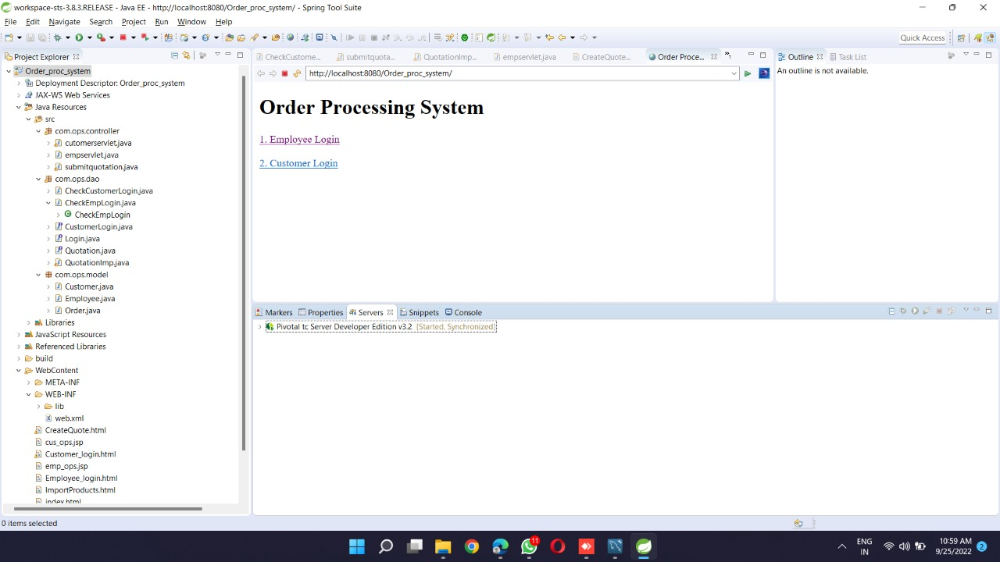 workspace-sts-3.8.3.RELEASE - Java EE - http://localhost:8080/Order_proc_system/ - Spring Tool Suite
File Edit Navigate Search Project Run Window Help
Quick Access
Project Explorer
Order_proc_system
Deployment Descriptor: Order_proc_system
JAX-WS Web Services
Java Resources
src
com.ops.controller
cutomerservlet.java
empservlet.java
submitquotation.java
com.ops.dao
CheckCustomerLogin.java
CheckEmpLogin.java
CheckEmpLogin
CustomerLogin.java
Login.java
Quotation.java
QuotationImp.java
com.ops.model
Customer.java
Employee.java
Order.java
Libraries
JavaScript Resources
Referenced Libraries
build
WebContent
META-INF
WEB-INF
lib
web.xml
CreateQuote.html
cus_ops.jsp
Customer_login.html
emp_ops.jsp
Employee_login.html
ImportProducts.html
index.html
CheckCustome... submitquota... QuotationImp... empservlet.java CreateQuote... Order Proce... »1
http://localhost:8080/Order_proc_system/
Order Processing System
1. Employee Login
2. Customer Login
Outline Task List
An outline is not available.
Markers Properties Servers Snippets Console
Pivotal tc Server Developer Edition v3.2 [Started, Synchronized]
0 items selected
11
ENG
IN
10:59 AM
9/25/2022
2